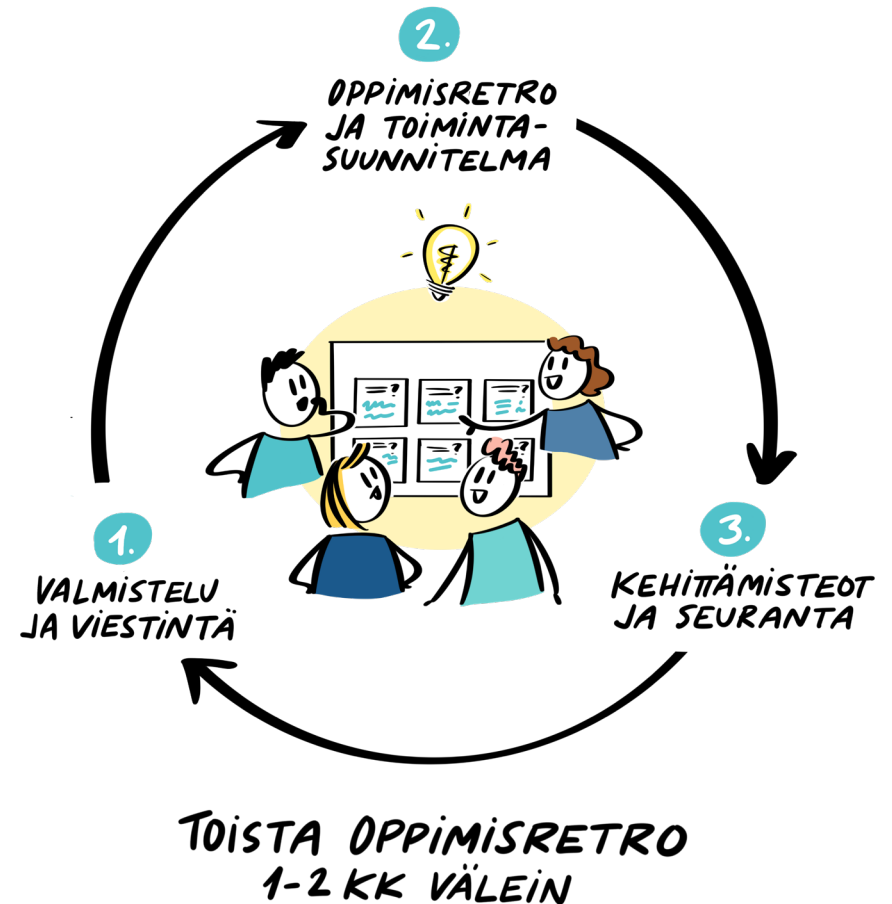 1.
VALMISTELU
JA VIESTINTÄ
2.
OPPIMISRETRO
JA TOIMINTA-
SUUNNITELMA
3.
KEHITTÄMISTEOT
JA SEURANTA
TOISTA OPPIMISRETRO
1-2 KK VÄLEIN